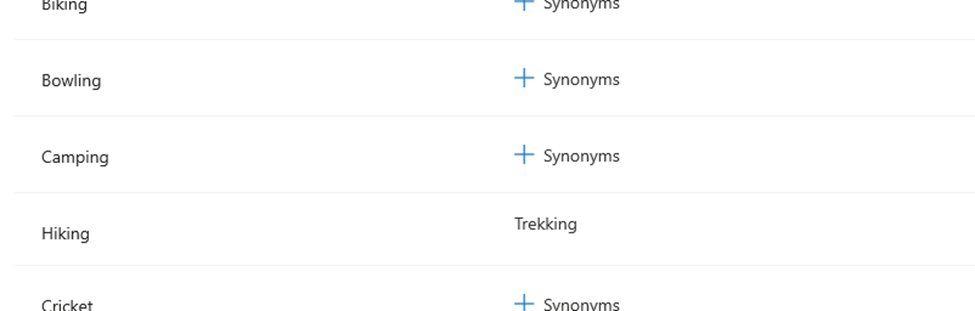 Biking
Synonyms
Bowling
Synonyms
Camping
Synonyms
Hiking
Trekking
Cricket
Synonyms